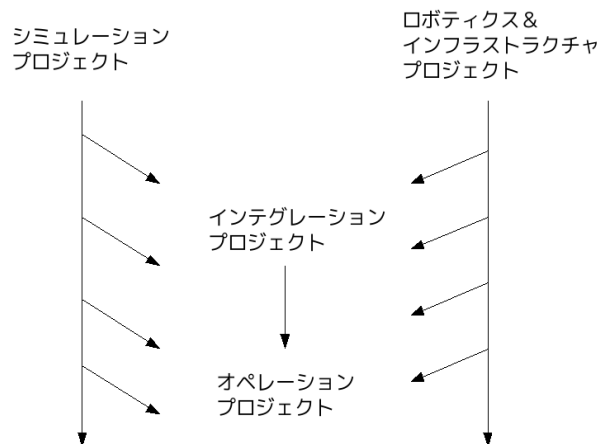 シミュレーション
プロジェクト
ロボティクス＆
インフラストラクチャ
プロジェクト
インテグレーション
プロジェクト
オペレーション
プロジェクト